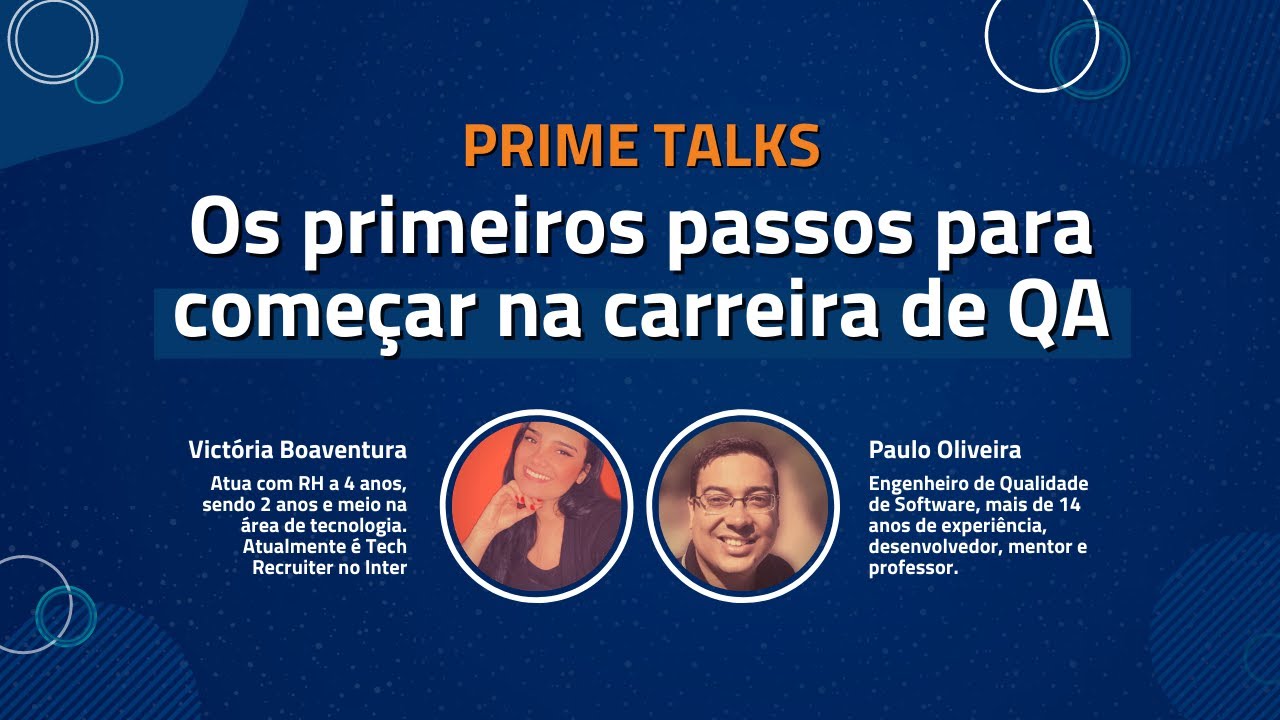 PRIME TALKS
Os primeiros passos para
começar na carreira de QA
Victória Boaventura
Atua com RH a 4 anos,
sendo 2 anos e meio na
área de tecnologia.
Atualmente é Tech
Recruiter no Inter
Paulo Oliveira
Engenheiro de Qualidade
de Software, mais de 14
anos de experiência,
desenvolvedor, mentor e
professor.